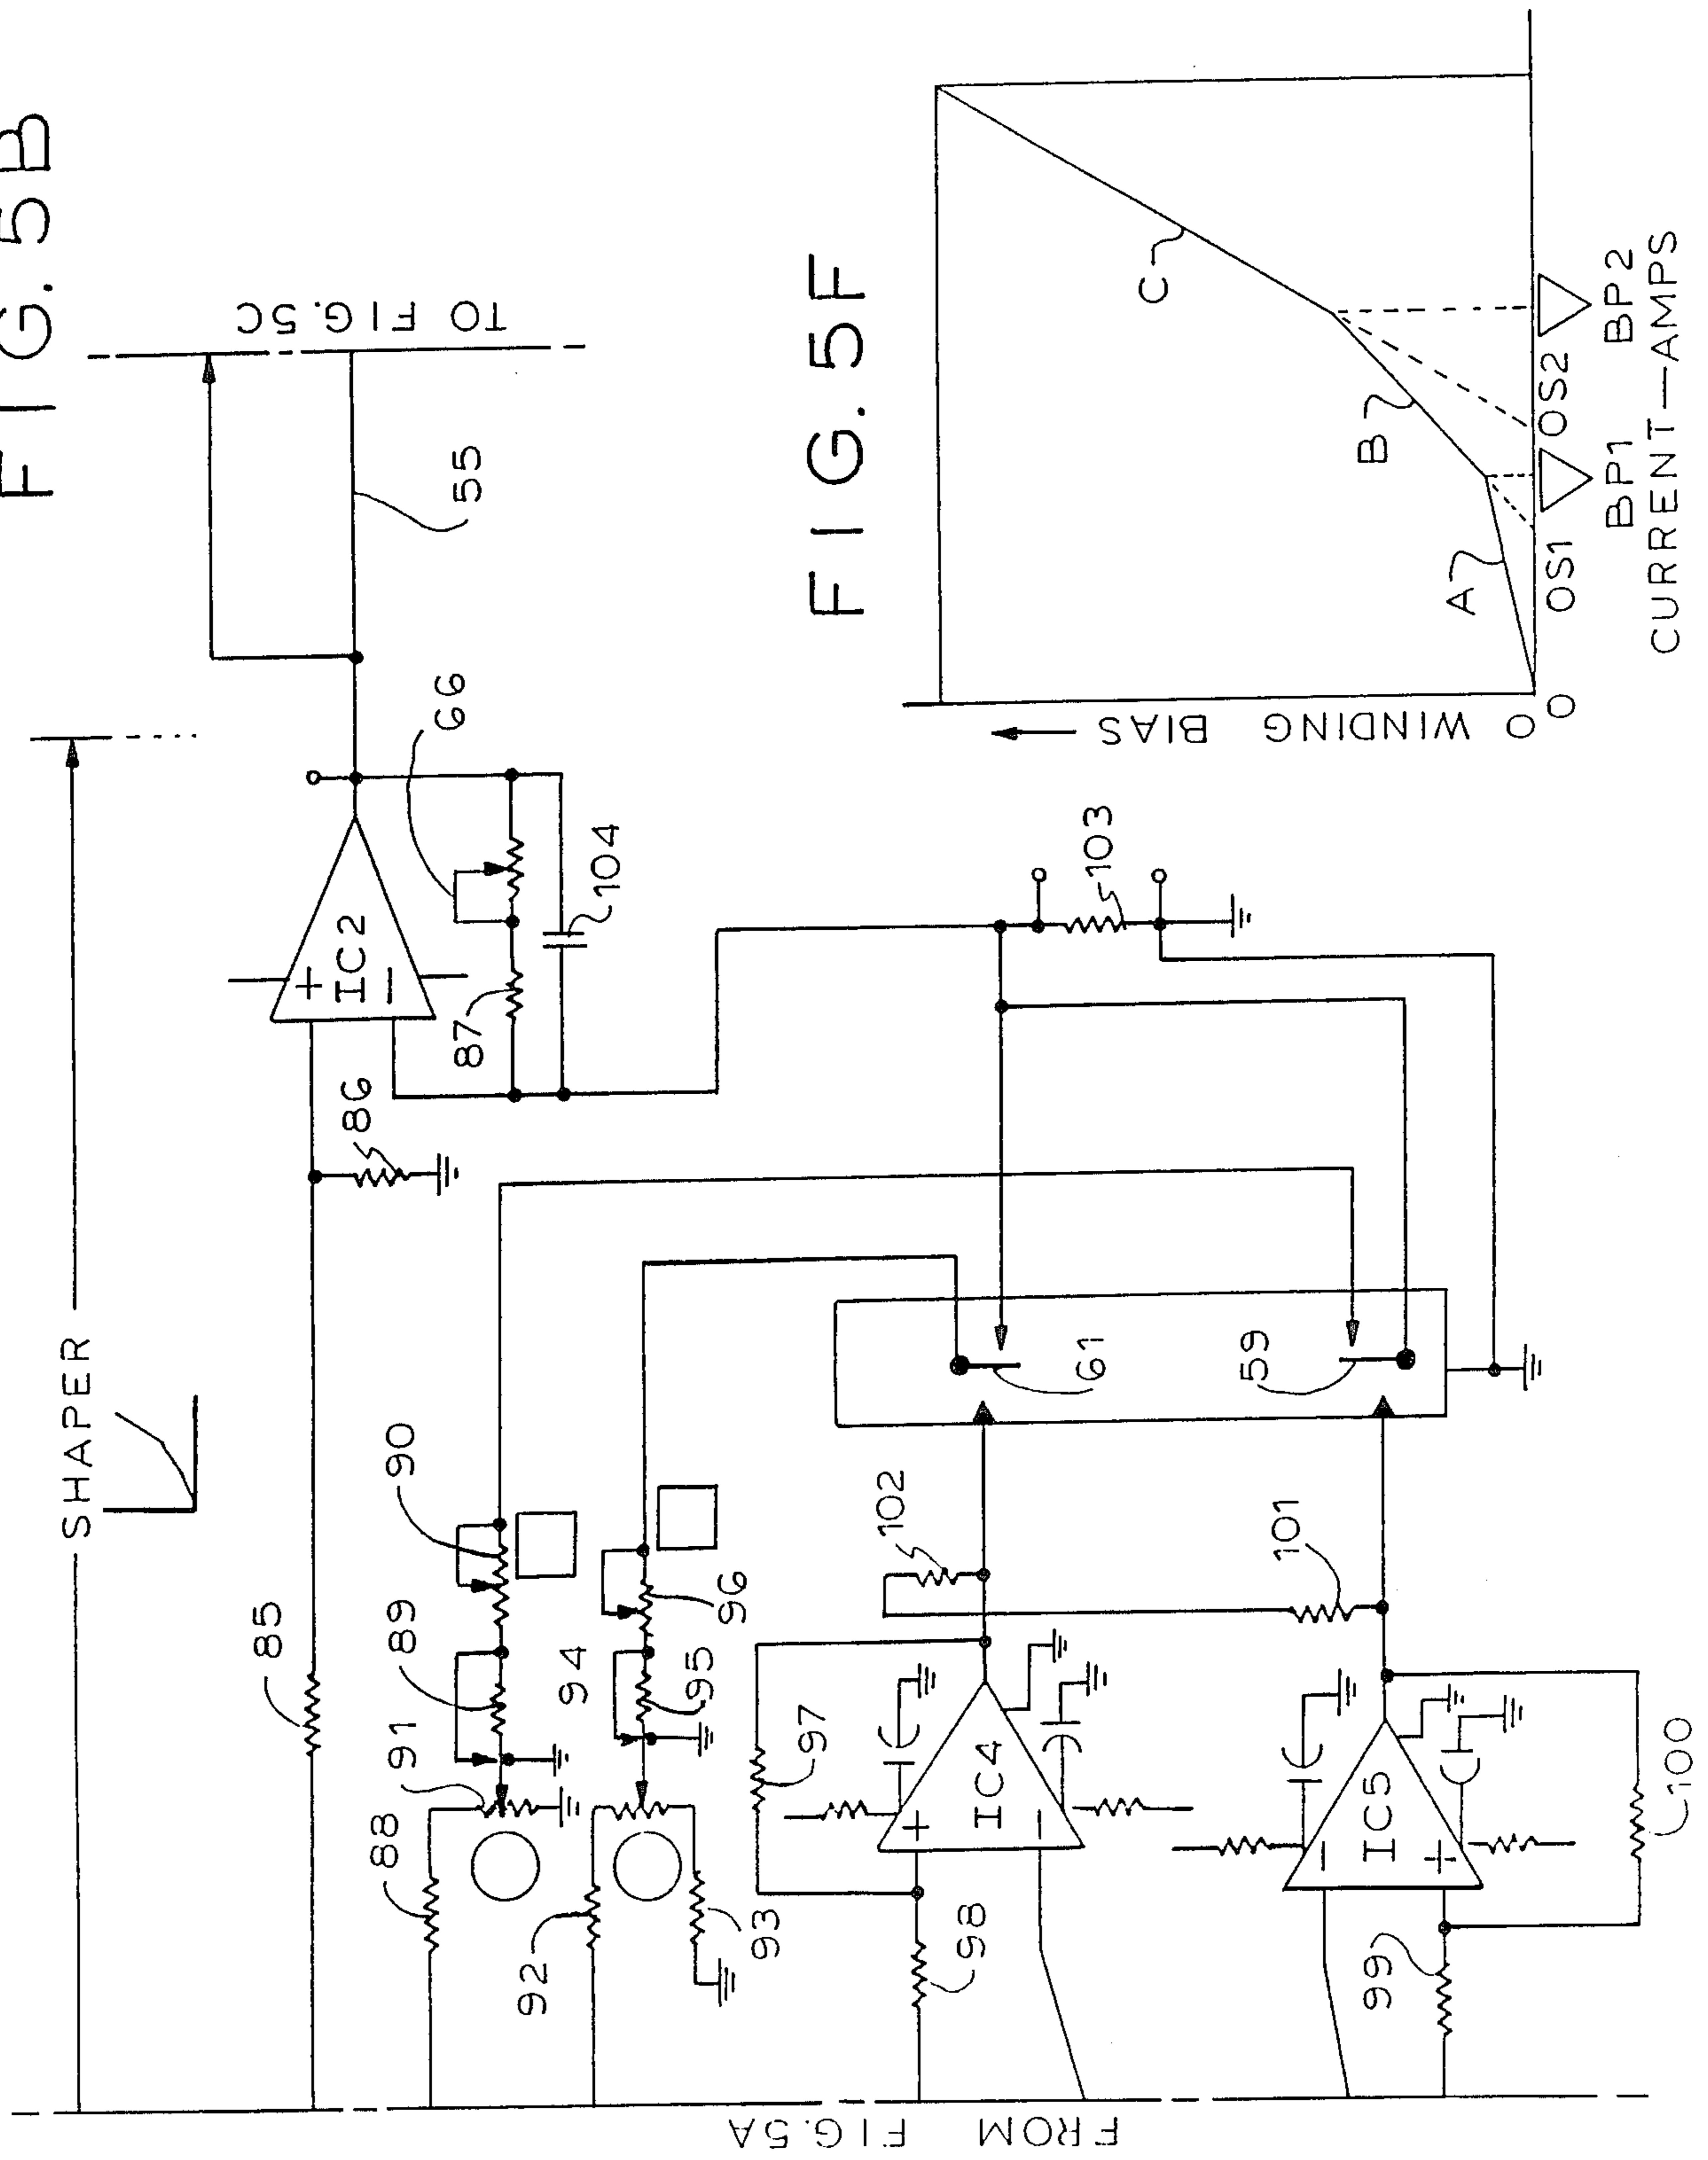 FIG. 5B
SHAPER
85
86
IC2
+
−
66
87
104
55
TO FIG. 5C
88
91
89
90
92
93
94
95
96
97
98
IC4
+
−
102
61
59
101
99
IC5
−
+
100
103
FROM FIG. 5A
FIG. 5F
WINDING BIAS
0
0
A
B
C
OS1
OS2
BP1
BP2
CURRENT—AMPS